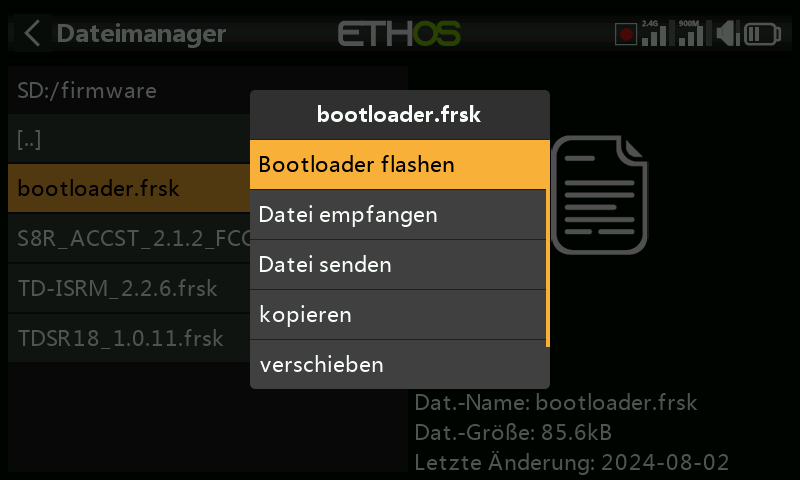 Dateimanager
ETHOS
2.4G
900M
SD:/firmware
[..]
bootloader.frsk
S8R_ACCST_2.1.2_FCC
TD-ISRM_2.2.6.frsk
TDSR18_1.0.11.frsk
bootloader.frsk
Bootloader flashen
Datei empfangen
Datei senden
kopieren
verschieben
Dat.-Name: bootloader.frsk
Dat.-Größe: 85.6kB
Letzte Änderung: 2024-08-02